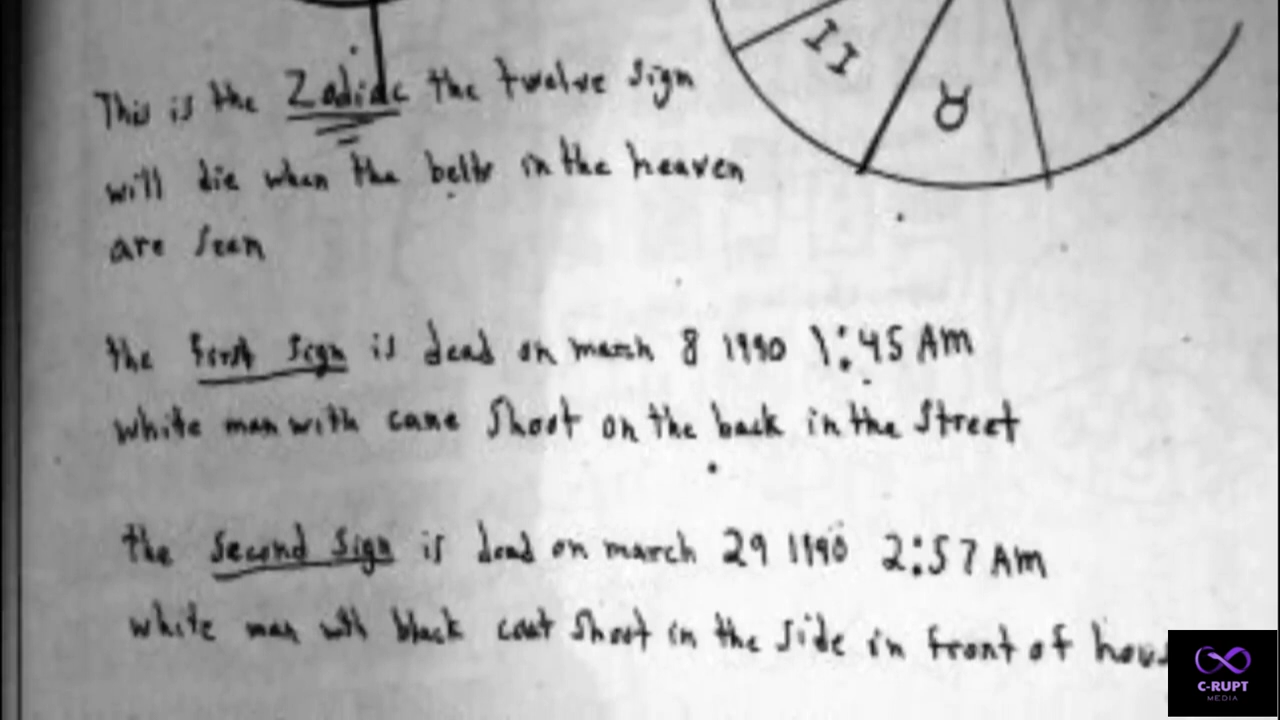 This is the Zodiac the twelve sign
will die when the belts in the heaven
are seen
the first sign is dead on march 8 1990 1:45 AM
white man with cane shoot on the back in the street
the second sign is dead on march 29 1990 2:57 AM
white man with black coat shoot in the side in front of hous
C-RUPT
MEDIA